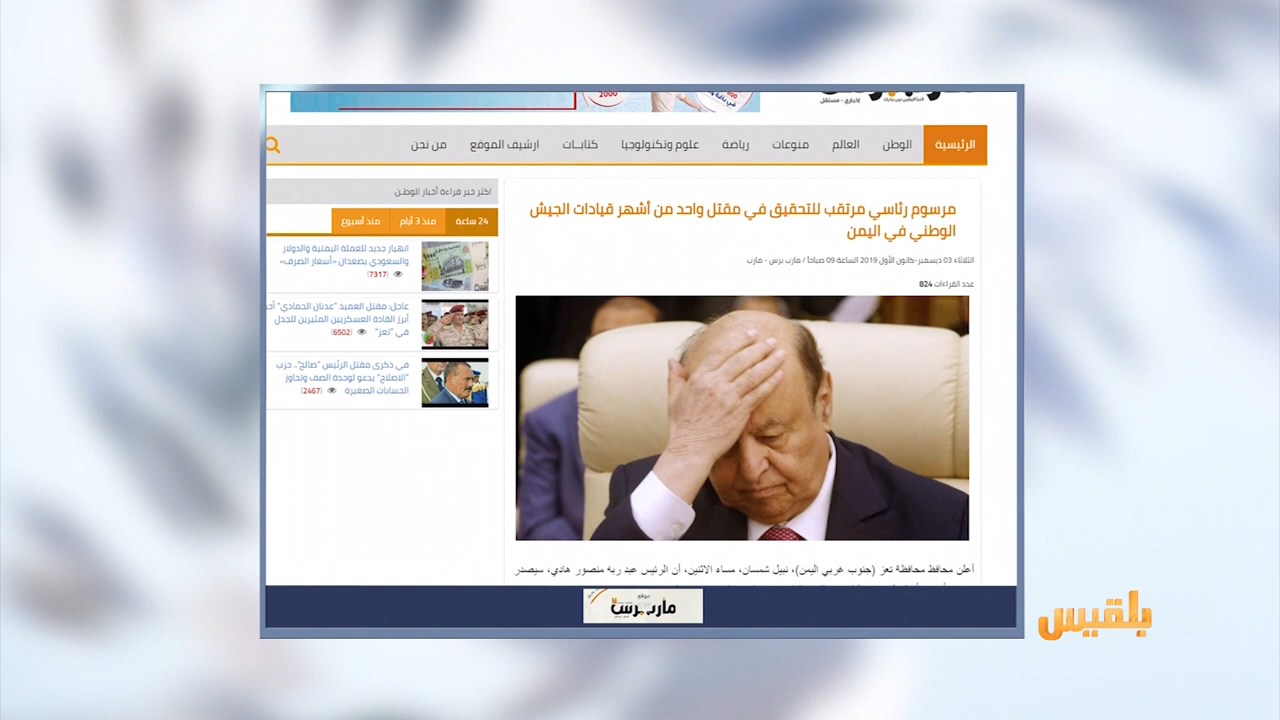 2000
إخباري - مستقل
الرئيسية الوطن العالم منوعات رياضة علوم وتكنولوجيا كتابــات ارشيف الموقع من نحن
مرسوم رئاسي مرتقب للتحقيق في مقتل واحد من أشهر قيادات الجيش
الوطني في اليمن
الثلاثاء 03 ديسمبر-كانون الأول 2019 الساعة 09 صباحاً / مارب برس - مارب
عدد القراءات 824
أعلن محافظ محافظة تعز (جنوب غربي اليمن)، نبيل شمسان، مساء الاثنين، أن الرئيس عبد ربه منصور هادي، سيصدر
اكثر خبر قراءة أخبار الوطن
24 ساعة منذ 3 أيام منذ أسبوع
انهيار جديد للعملة اليمنية والدولار
والسعودي يصعدان «أسعار الصرف»
(7317)
عاجل: مقتل العميد "عدنان الحمادي"
أبرز القادة العسكريين المثيرين للجدل
في "تعز" (6502)
في ذكرى مقتل الرئيس "صالح".. حزب
"الاصلاح" يدعو لوحدة الصف وتجاوز
الحسابات الصغيرة (2467)
موقع
مأرب برس
بلقيس